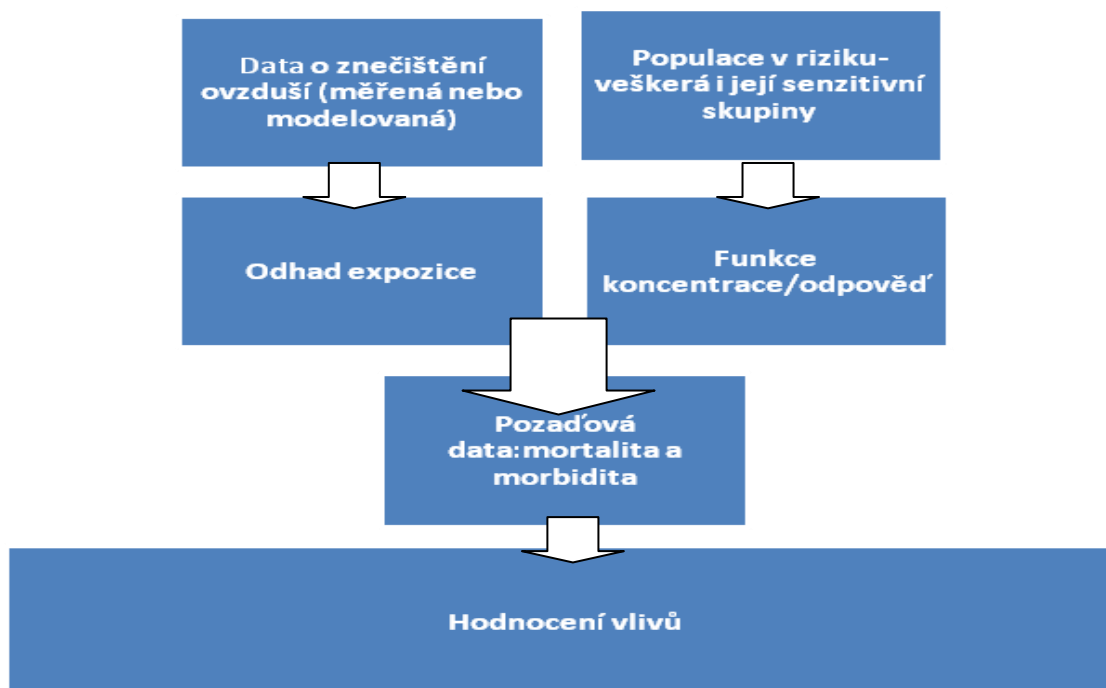 Data o znečištění
ovzduší (měřená nebo
modelovaná)
Populace v riziku-
veškerá i její senzitivní
skupiny
Odhad expozice
Funkce
koncentrace/odpověď
Pozaďová
data:mortalita a
morbidita
Hodnocení vlivů